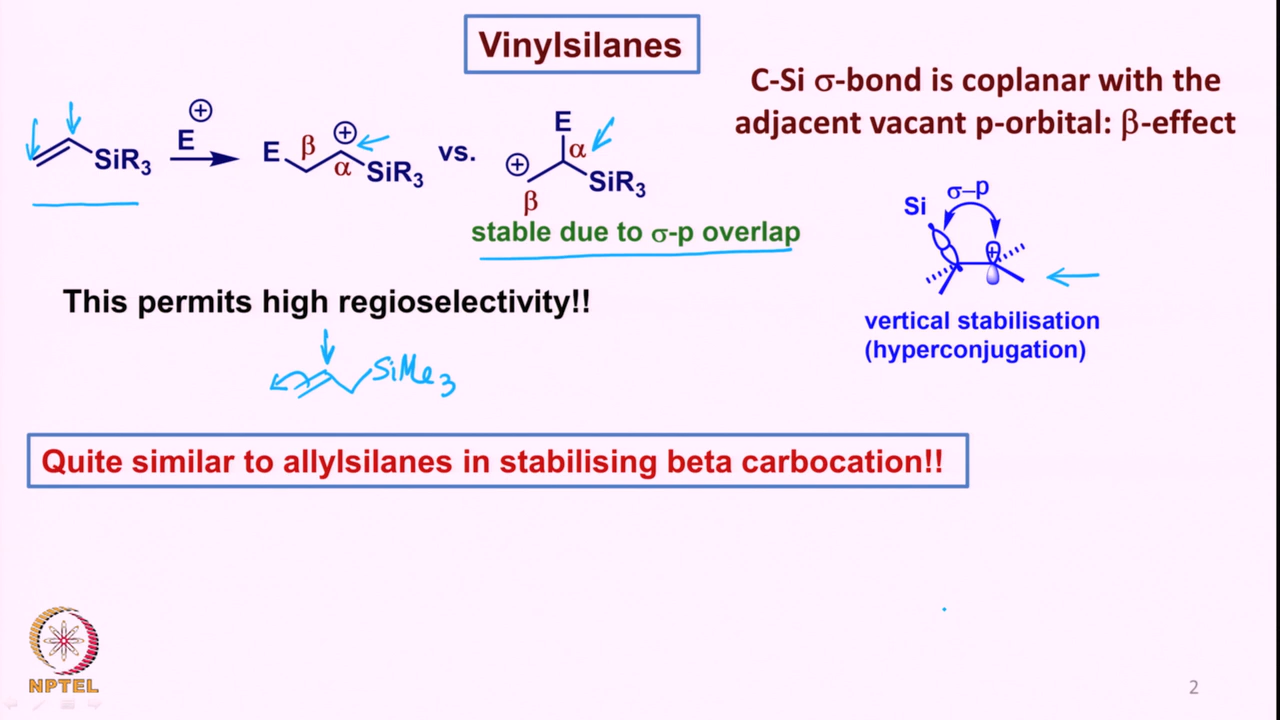 Vinylsilanes
C-Si σ-bond is coplanar with the
adjacent vacant p-orbital: β-effect
SiR3
E
+
E
β
+
α
SiR3
vs.
E
+
α
SiR3
β
stable due to σ-p overlap
Si
σ–p
+
vertical stabilisation
(hyperconjugation)
This permits high regioselectivity!!
SiMe3
Quite similar to allylsilanes in stabilising beta carbocation!!
NPTEL
2